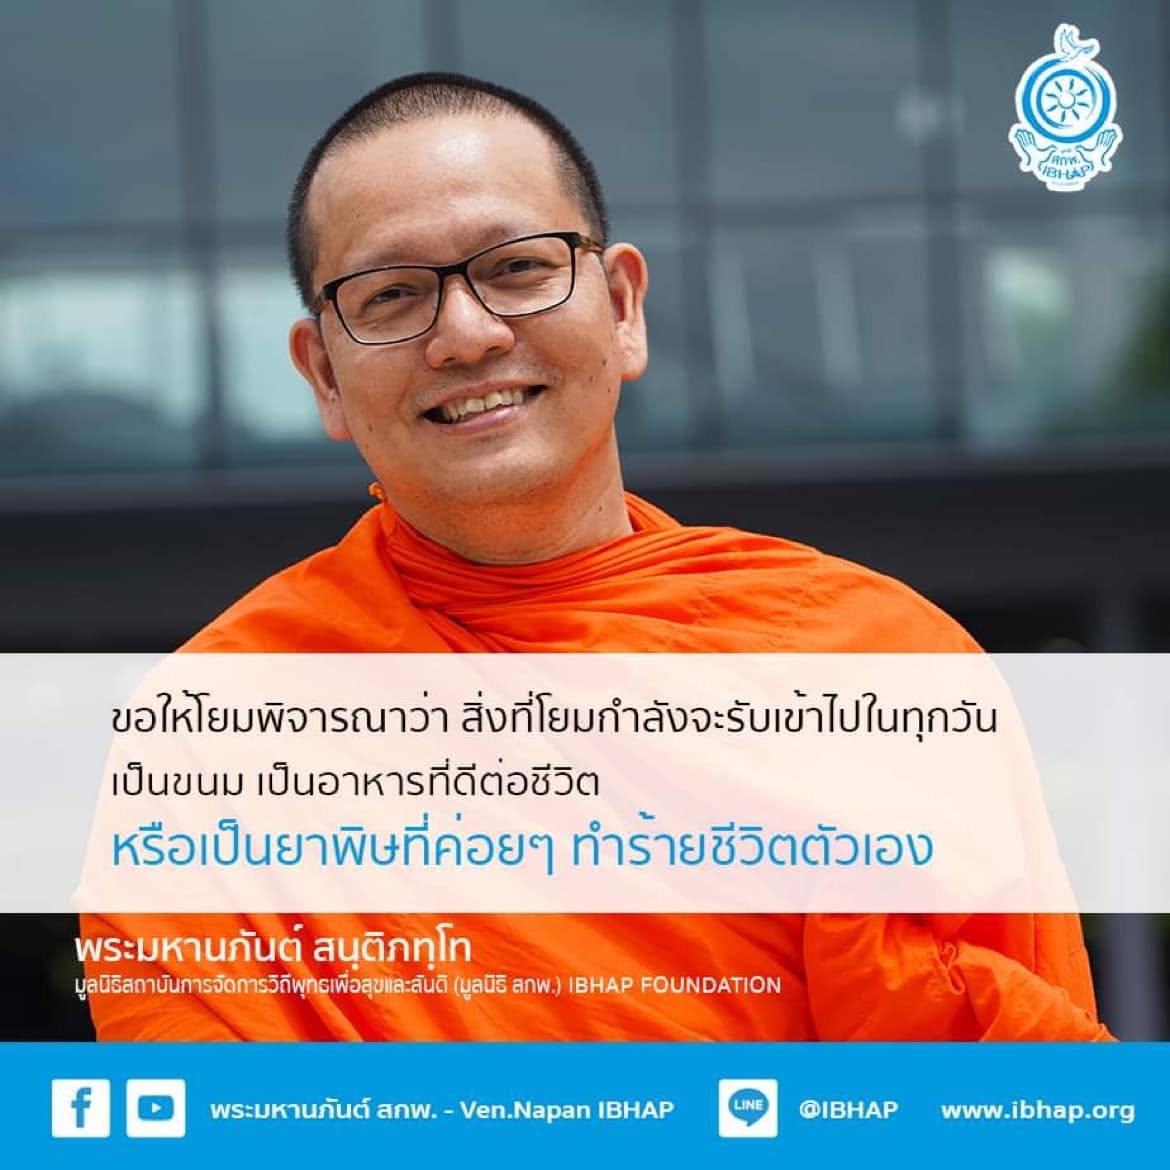 สกพ.
IBHAP
ขอให้โยมพิจารณาว่า สิ่งที่โยมกำลังจะรับเข้าไปในทุกวัน
เป็นขนม เป็นอาหารที่ดีต่อชีวิต
หรือเป็นยาพิษที่ค่อยๆ ทำร้ายชีวิตตัวเอง
พระมหานภันต์ สนฺติภทฺโท
มูลนิธิสถาบันการจัดการวิถีพุทธเพื่อสุขและสันติ (มูลนิธิ สกพ.) IBHAP FOUNDATION
พระมหานภันต์ สกพ. - Ven.Napan IBHAP LINE @IBHAP www.ibhap.org